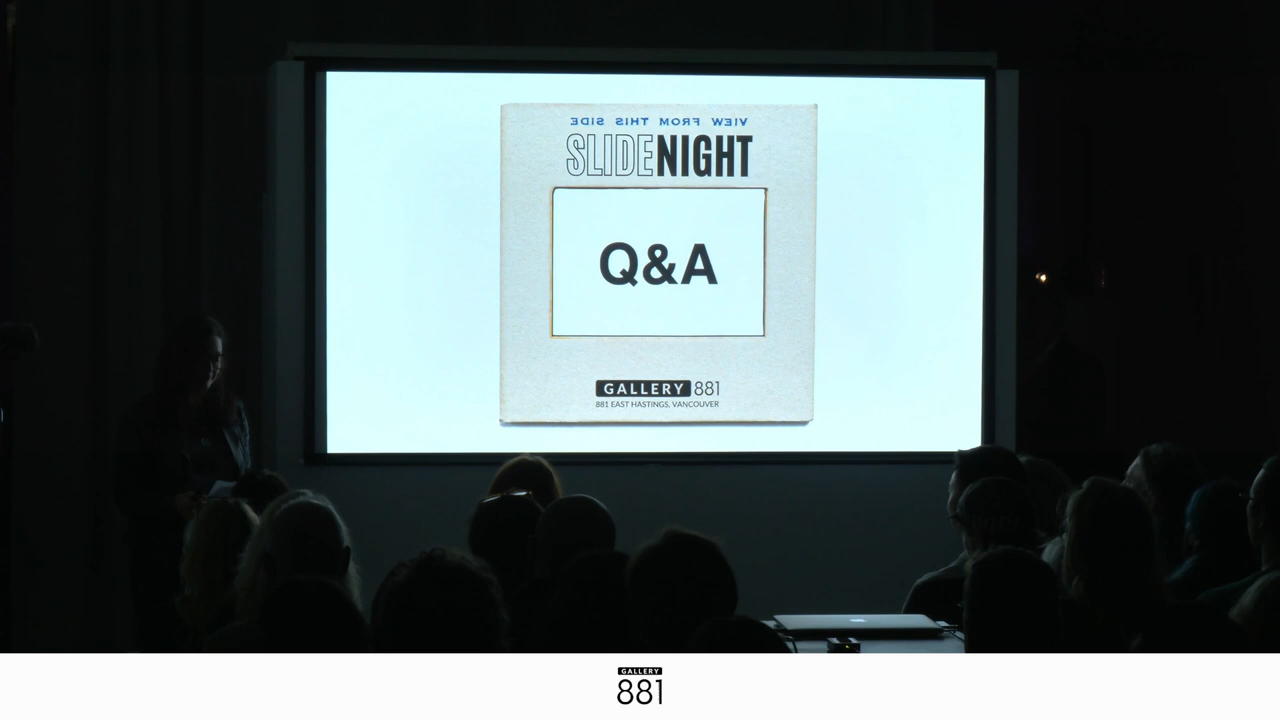 VIEW FROM THIS SIDE
SLIDENIGHT
Q&A
GALLERY 881
881 EAST HASTINGS, VANCOUVER
GALLERY
881